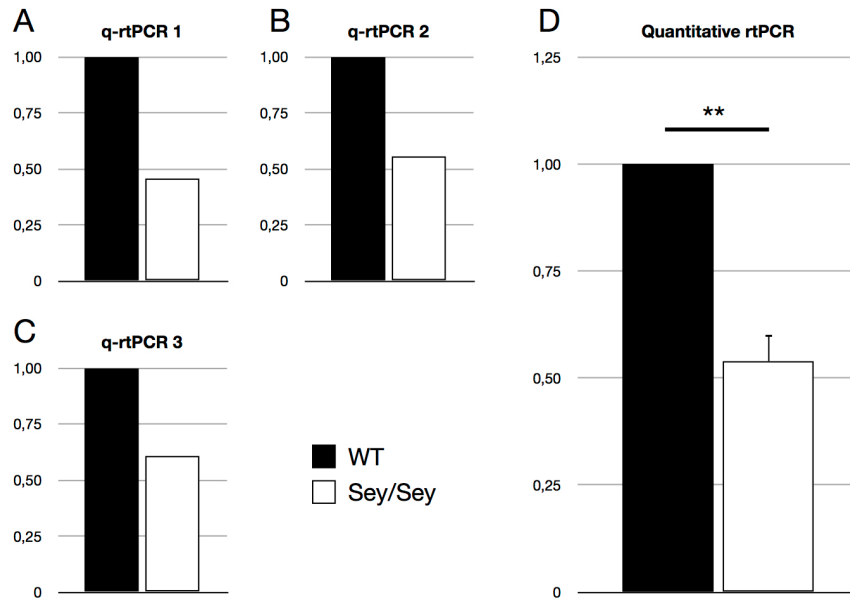 A
q-rtPCR 1
1,00
0,75
0,50
0,25
0
B
q-rtPCR 2
1,00
0,75
0,50
0,25
0
C
q-rtPCR 3
1,00
0,75
0,50
0,25
0
WT
Sey/Sey
D
Quantitative rtPCR
1,25
**
1,00
0,75
0,50
0,25
0